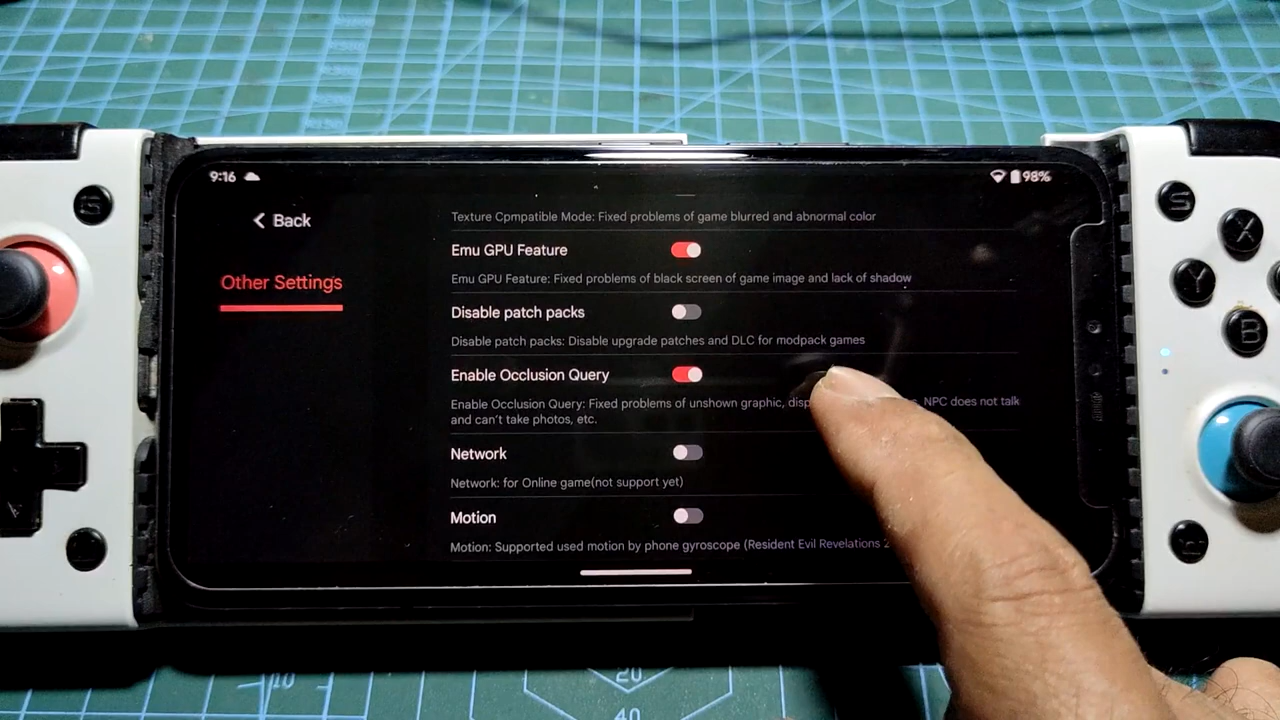 9:16
98%
Back
Other Settings
Texture Cpmpatible Mode: Fixed problems of game blurred and abnormal color
Emu GPU Feature
Emu GPU Feature: Fixed problems of black screen of game image and lack of shadow
Disable patch packs
Disable patch packs: Disable upgrade patches and DLC for modpack games
Enable Occlusion Query
Enable Occlusion Query: Fixed problems of unshown graphic, NPC does not talk
and can't take photos, etc.
Network
Network: for Online game(not support yet)
Motion
Motion: Supported used motion by phone gyroscope (Resident Evil Revelations
S
S
X
Y
B
10
20
40